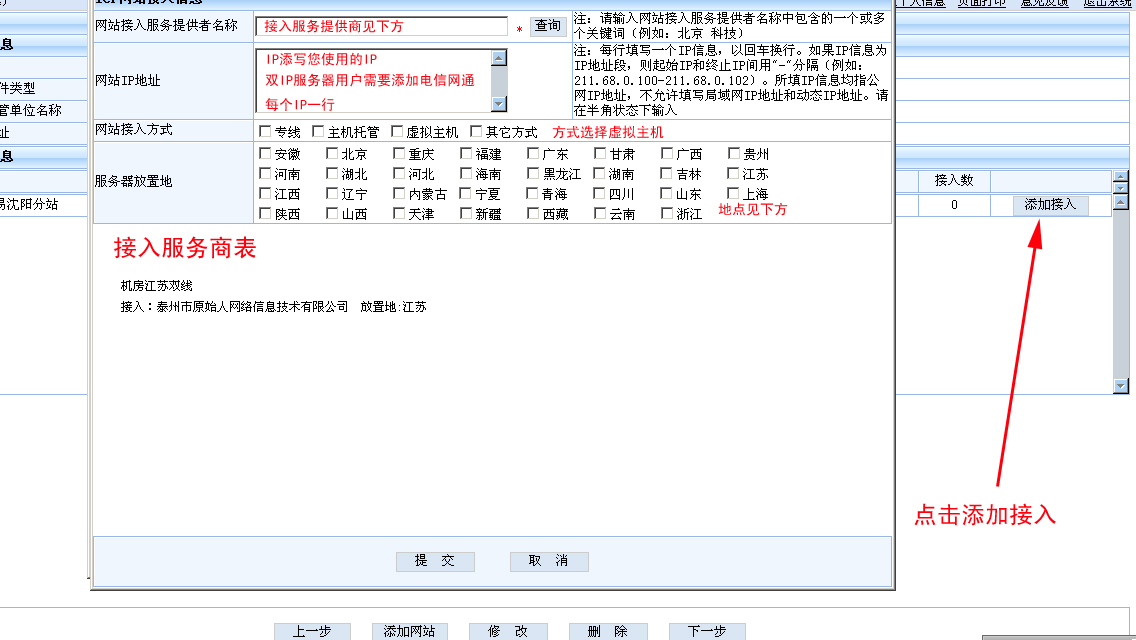 ICP网站接入信息
个人信息 页面打印 意见反馈 退出系统
网站接入服务提供者名称
接入服务提供商见下方
*
查询
注: 请输入网站接入服务提供者名称中包含的一个或多
个关键词（例如: 北京 科技）
息
网站IP地址
IP添写您使用的IP
双IP服务器用户需要添加电信网通
每个IP一行
注: 每行填写一个IP信息, 以回车换行。如果IP信息为
IP地址段, 则起始IP和终止IP间用"-"分隔（例如:
211.68.0.100-211.68.0.102）。所填IP信息均指公
网IP地址, 不允许填写局域网IP地址和动态IP地址。请
在半角状态下输入
件类型
管单位名称
址
网站接入方式
专线 主机托管 虚拟主机 其它方式 方式选择虚拟主机
息
服务器放置地
安徽 北京 重庆 福建 广东 甘肃 广西 贵州
河南 湖北 河北 海南 黑龙江 湖南 吉林 江苏
江西 辽宁 内蒙古 宁夏 青海 四川 山东 上海
陕西 山西 天津 新疆 西藏 云南 浙江
地点见下方
接入数
易沈阳分站
0
添加接入
接入服务商表
机房江苏双线
接入：泰州市原始人网络信息技术有限公司 放置地:江苏
点击添加接入
提 交
取 消
上一步
添加网站
修 改
删 除
下一步